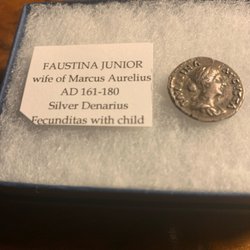 FAUSTINA JUNIOR
wife of Marcus Aurelius
AD 161-180
Silver Denarius
Fecunditas with child